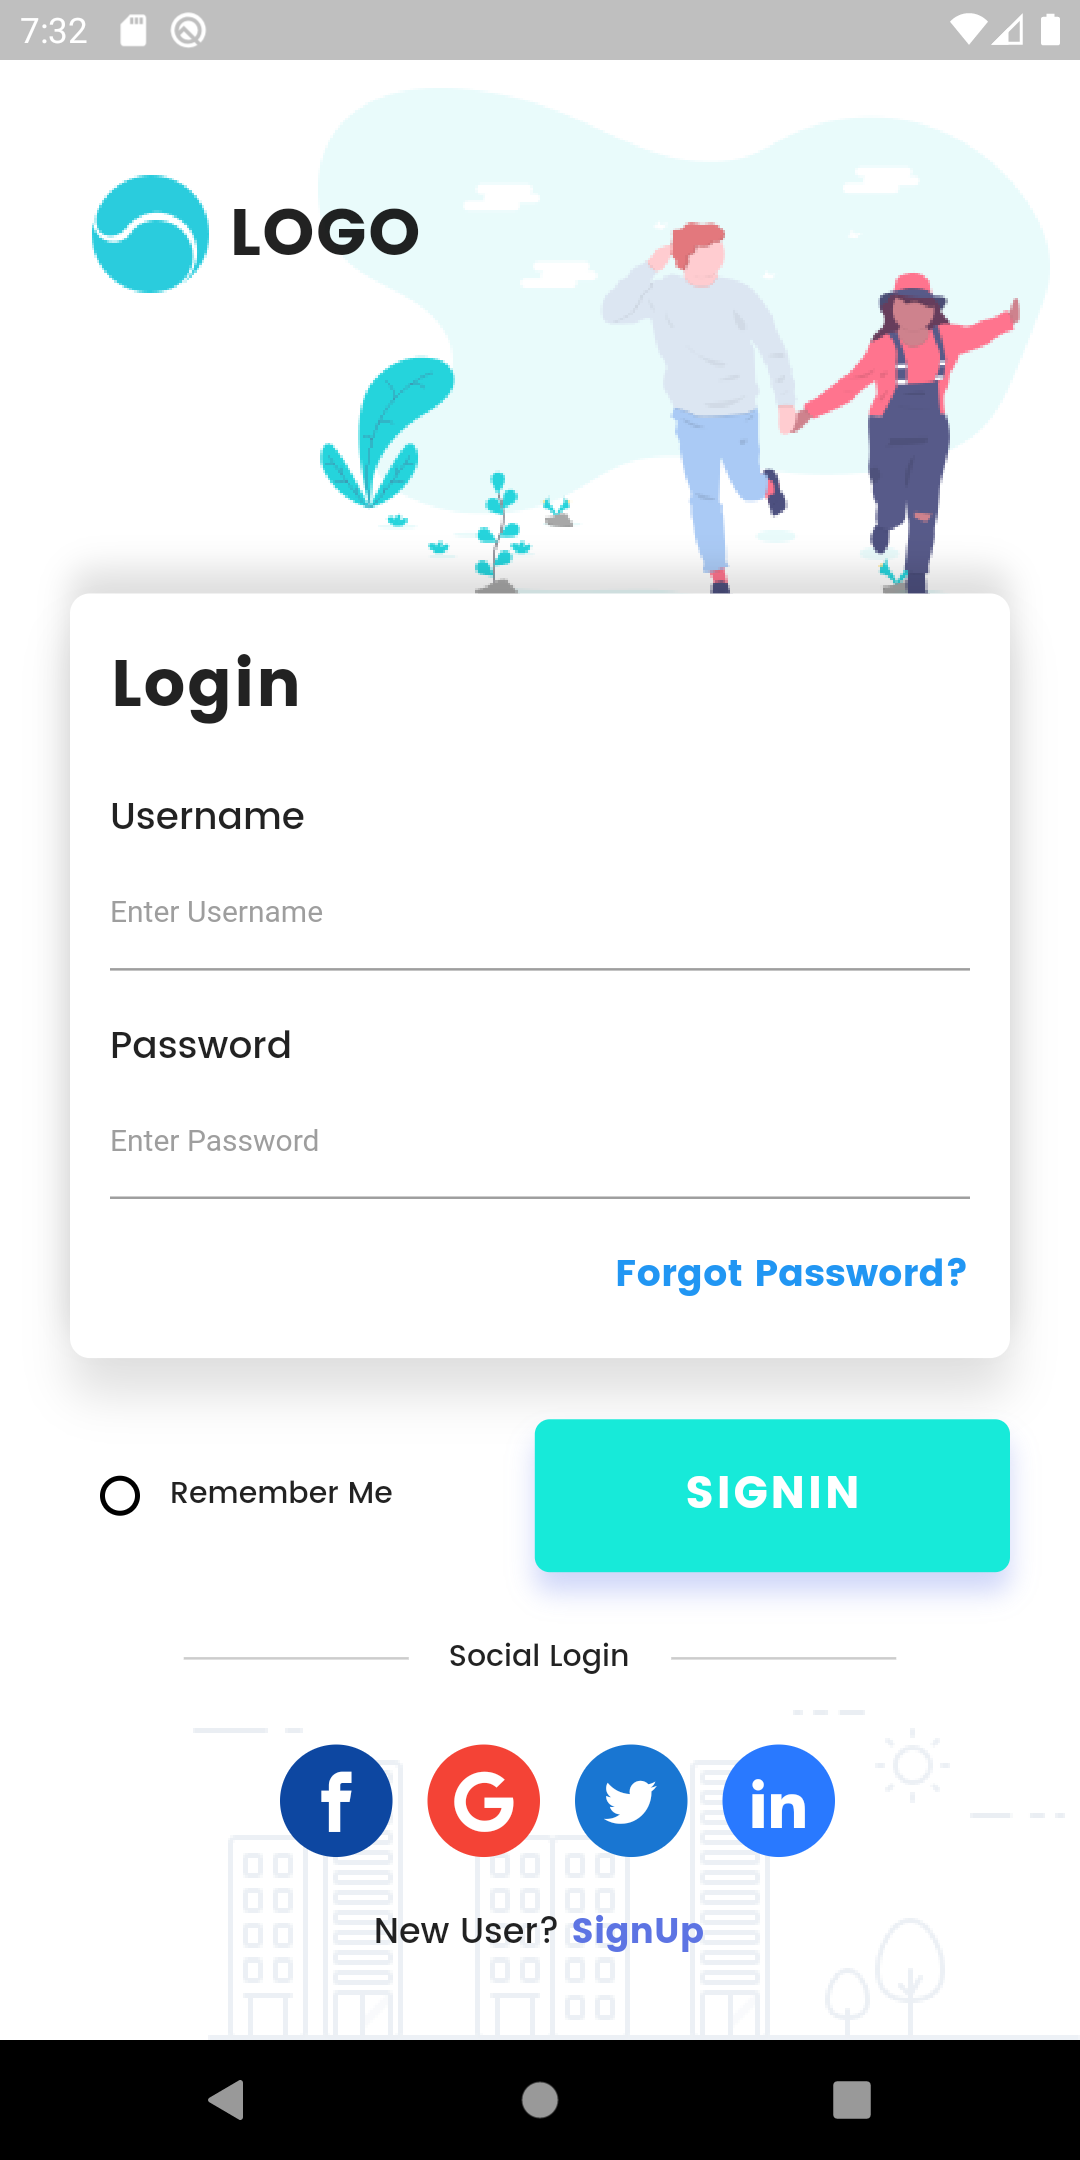 7:32
LOGO
Login
Username
Enter Username
Password
Enter Password
Forgot Password?
Remember Me
SIGNIN
Social Login
f G in
New User? SignUp